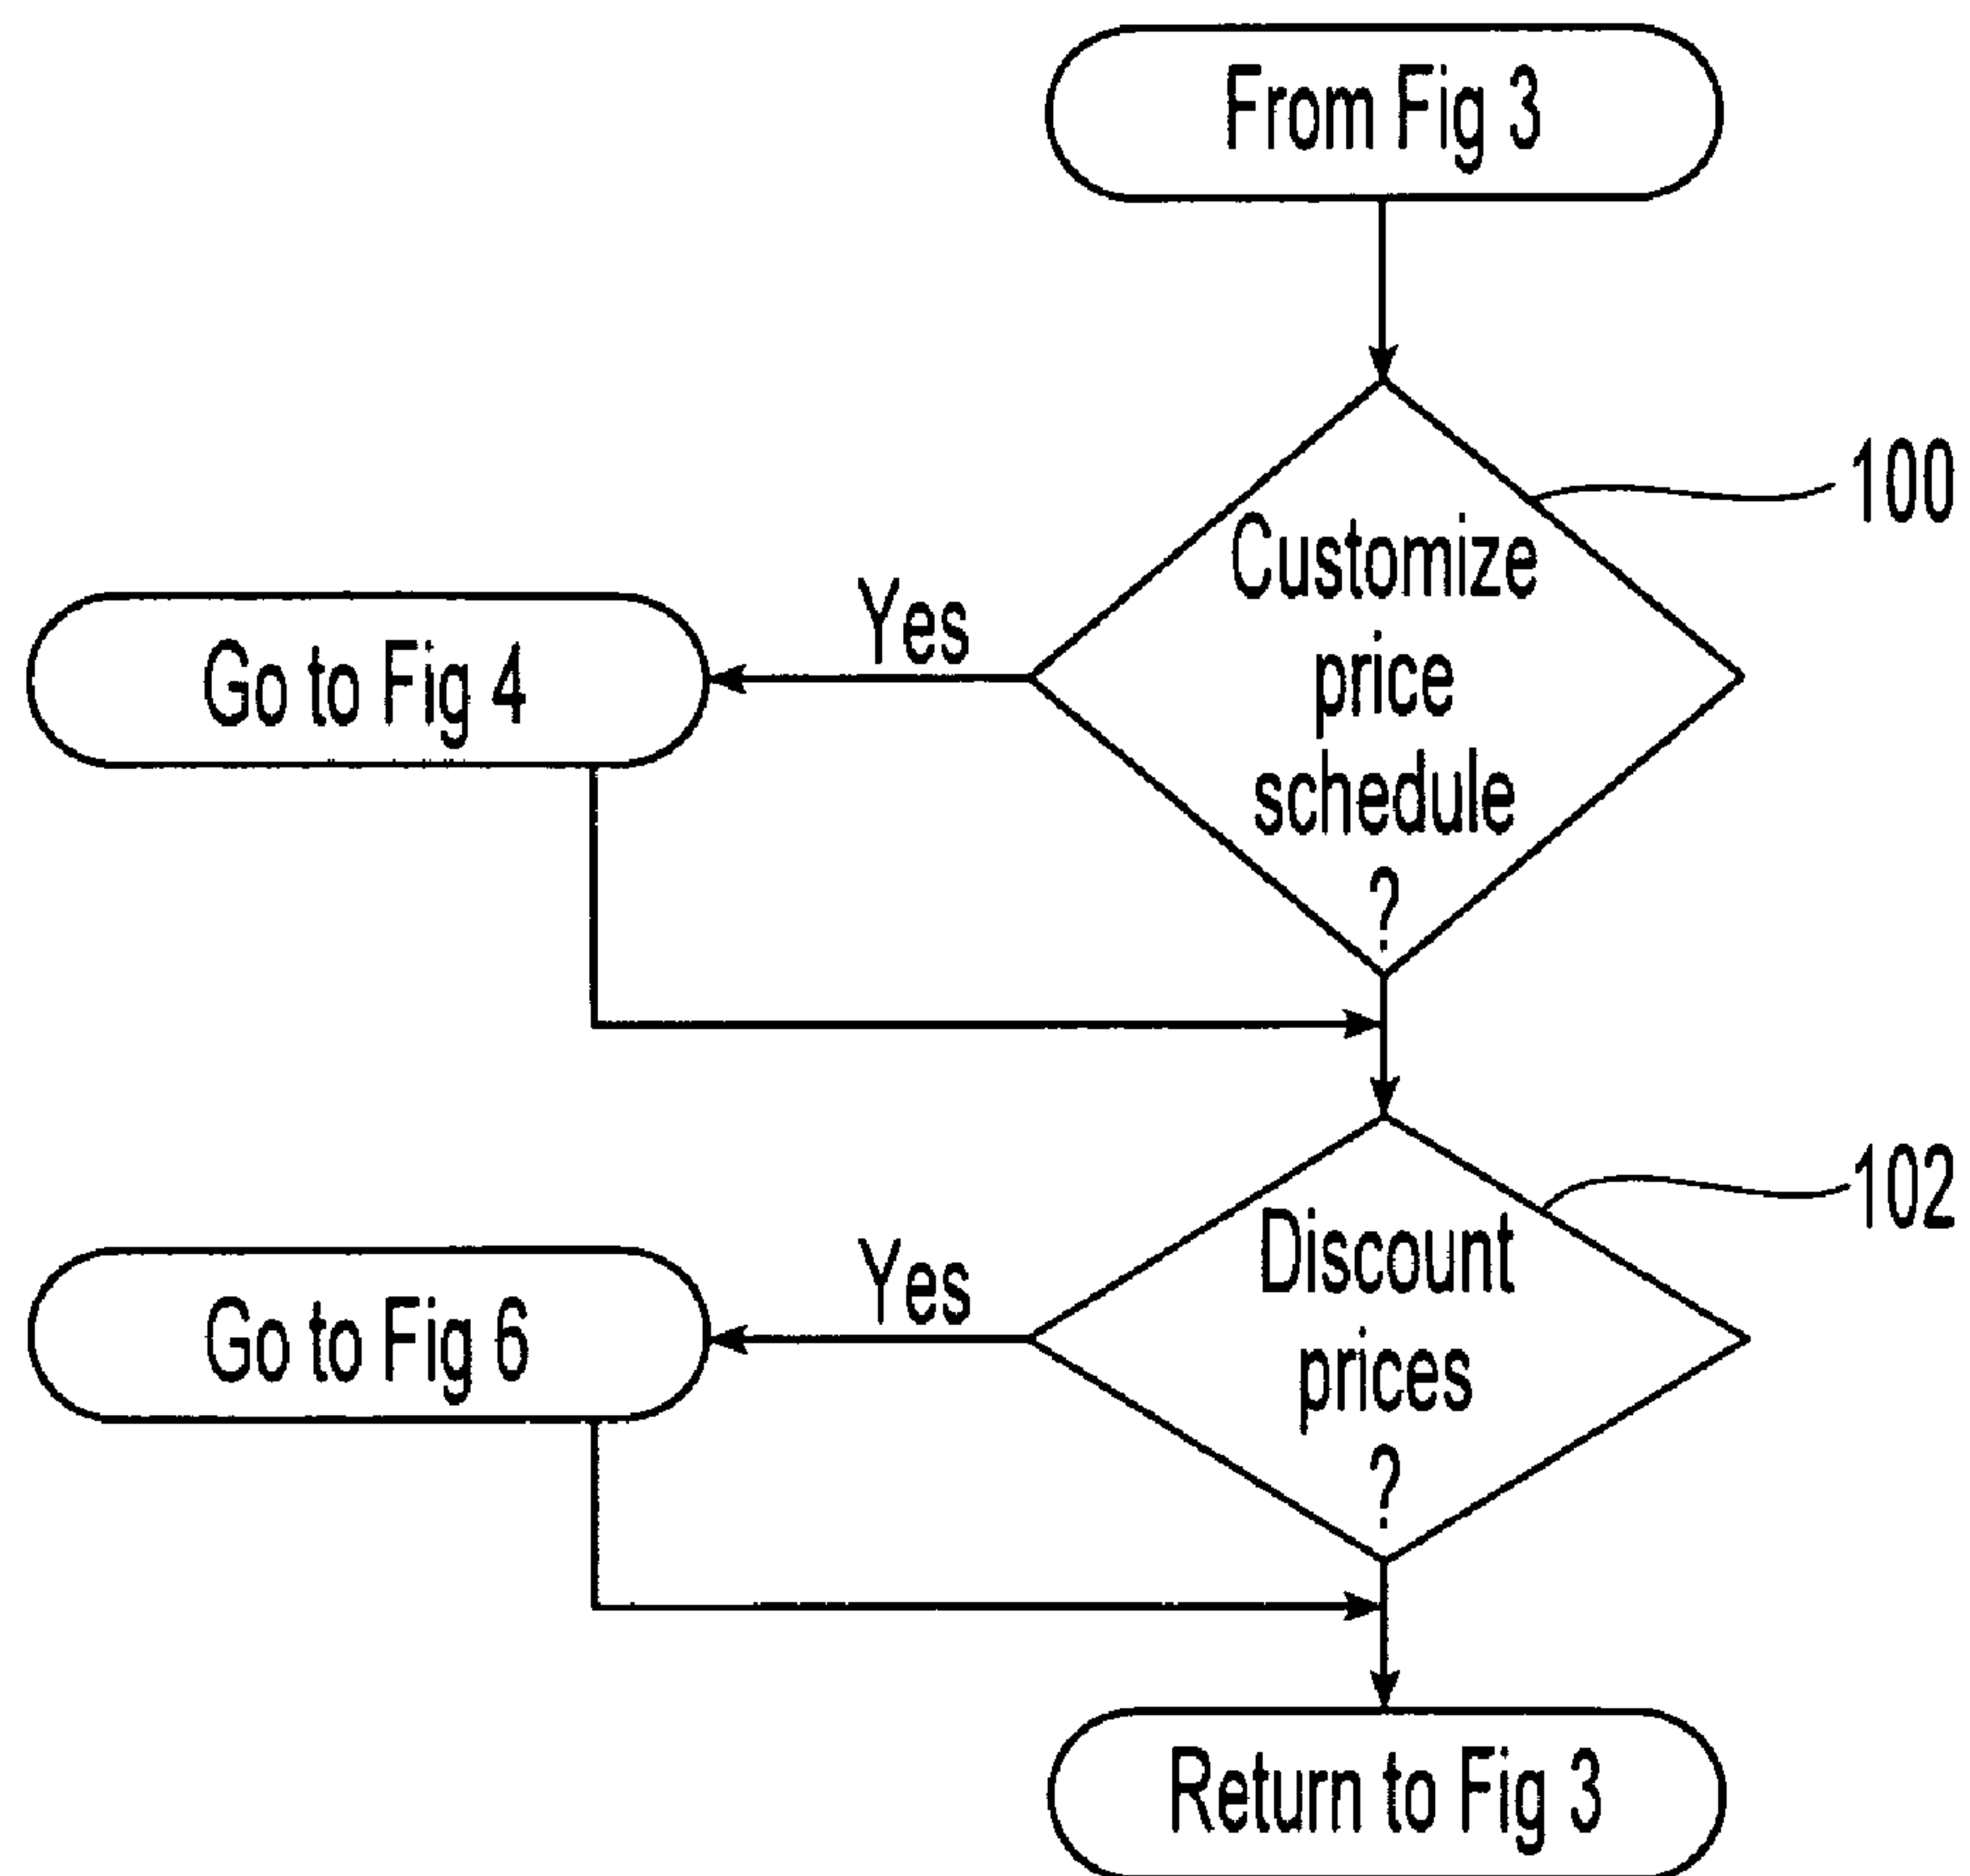 From Fig 3
100
Customize
price
schedule
?
Yes
Go to Fig 4
102
Discount
prices
?
Yes
Go to Fig 6
Return to Fig 3